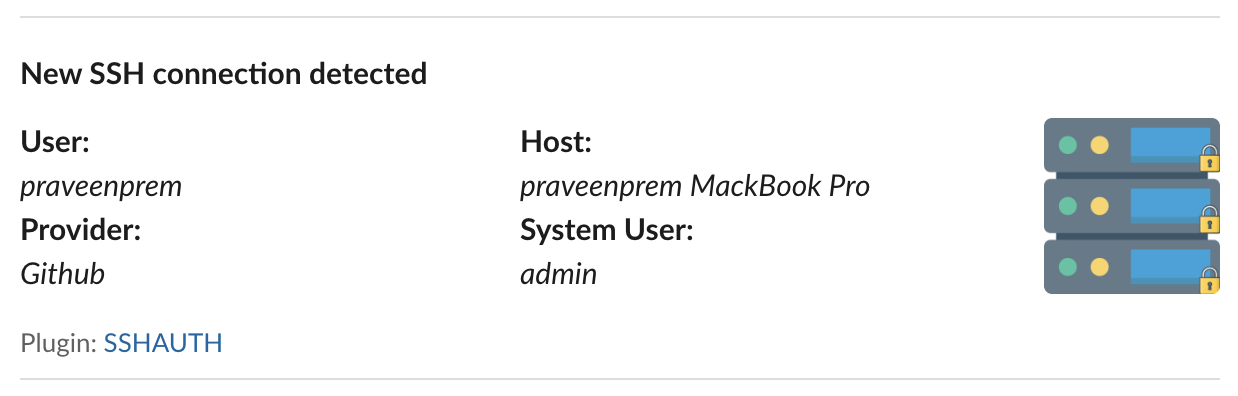 New SSH connection detected
User:
Host:
praveenprem
praveenprem MackBook Pro
Provider:
System User:
Github
admin
Plugin: SSHAUTH